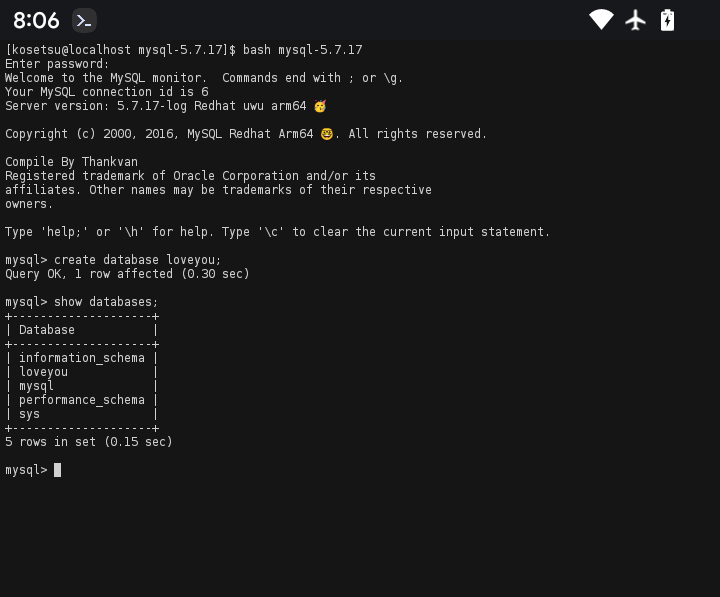 8:06
[kosetsu@localhost mysql-5.7.17]$ bash mysql-5.7.17
Enter password:
Welcome to the MySQL monitor.  Commands end with ; or \g.
Your MySQL connection id is 6
Server version: 5.7.17-log Redhat uwu arm64 🥳
Copyright (c) 2000, 2016, MySQL Redhat Arm64 🤓. All rights reserved.
Compile By Thankvan
Registered trademark of Oracle Corporation and/or its
affiliates. Other names may be trademarks of their respective
owners.
Type 'help;' or '\h' for help. Type '\c' to clear the current input statement.
mysql> create database loveyou;
Query OK, 1 row affected (0.30 sec)
mysql> show databases;
+--------------------+
| Database           |
+--------------------+
| information_schema |
| loveyou            |
| mysql              |
| performance_schema |
| sys                |
+--------------------+
5 rows in set (0.15 sec)
mysql>